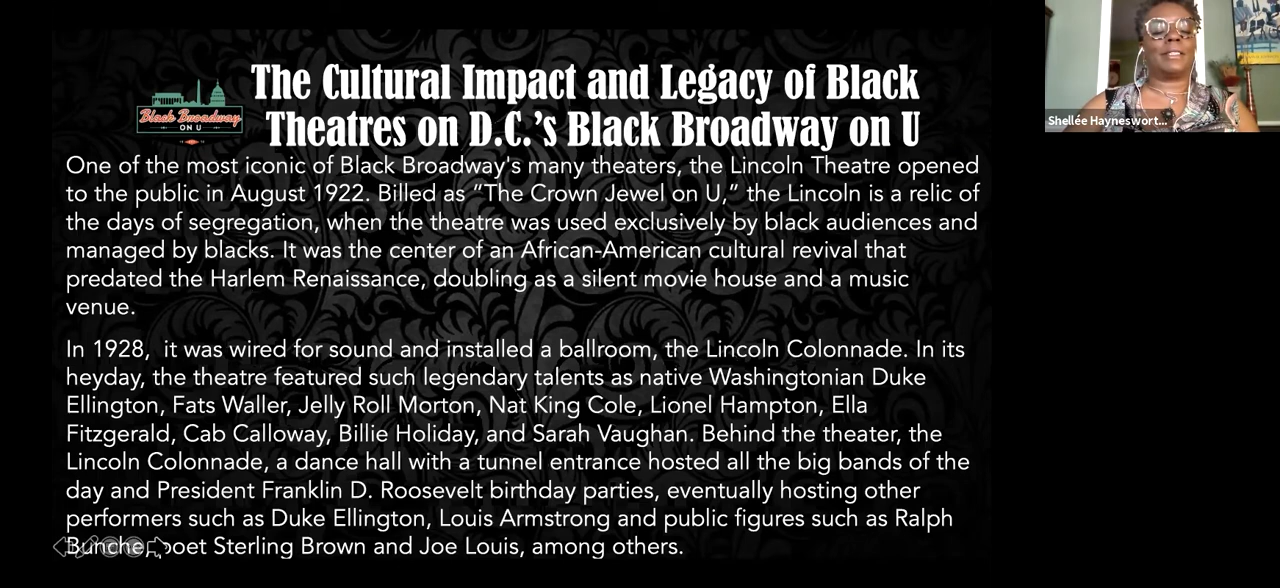 The Cultural Impact and Legacy of Black
Theatres on D.C.’s Black Broadway on U
Black Broadway
ON U
One of the most iconic of Black Broadway's many theaters, the Lincoln Theatre opened
to the public in August 1922. Billed as “The Crown Jewel on U,” the Lincoln is a relic of
the days of segregation, when the theatre was used exclusively by black audiences and
managed by blacks. It was the center of an African-American cultural revival that
predated the Harlem Renaissance, doubling as a silent movie house and a music
venue.
In 1928,  it was wired for sound and installed a ballroom, the Lincoln Colonnade. In its
heyday, the theatre featured such legendary talents as native Washingtonian Duke
Ellington, Fats Waller, Jelly Roll Morton, Nat King Cole, Lionel Hampton, Ella
Fitzgerald, Cab Calloway, Billie Holiday, and Sarah Vaughan. Behind the theater, the
Lincoln Colonnade, a dance hall with a tunnel entrance hosted all the big bands of the
day and President Franklin D. Roosevelt birthday parties, eventually hosting other
performers such as Duke Ellington, Louis Armstrong and public figures such as Ralph
Bunche, poet Sterling Brown and Joe Louis, among others.
Shellée Hayneswort...